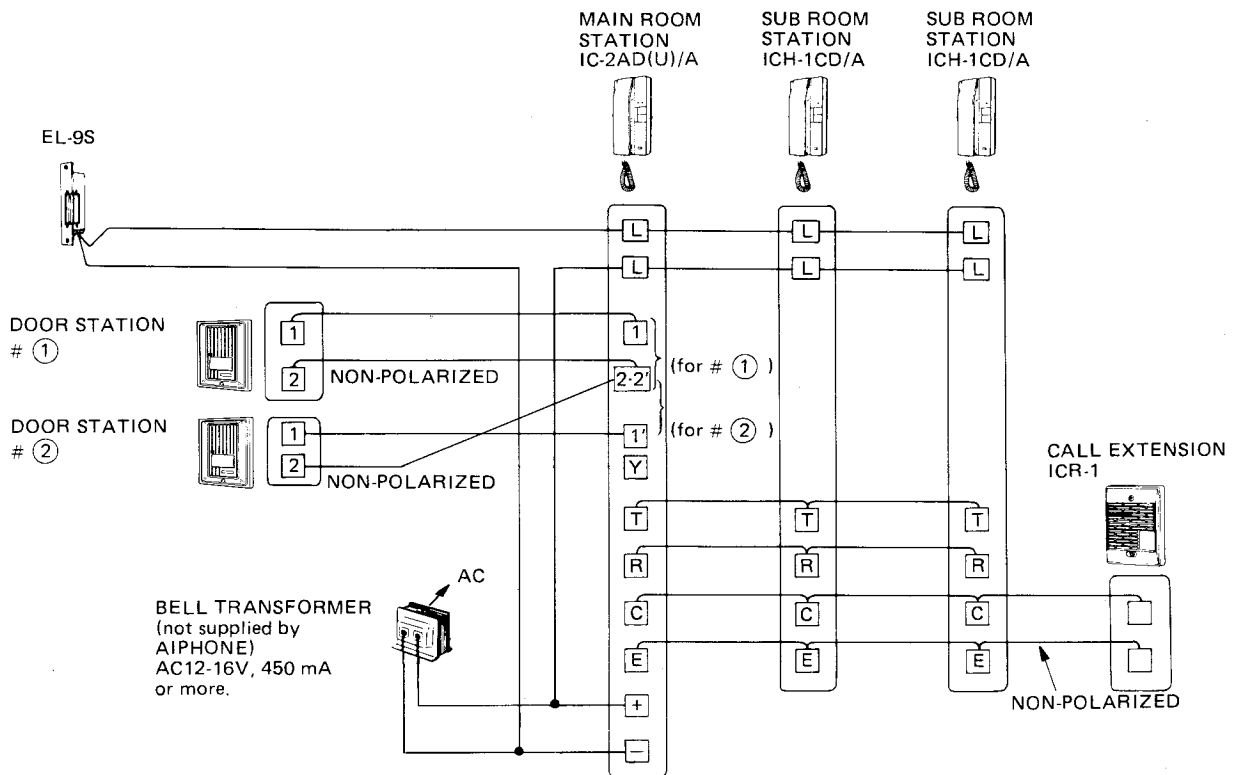 MAIN ROOM
STATION
IC-2AD(U)/A
SUB ROOM
STATION
ICH-1CD/A
SUB ROOM
STATION
ICH-1CD/A
EL-9S
L L L
L L L
DOOR STATION
# 1
1
2
NON-POLARIZED
1
2·2'
(for # 1 )
DOOR STATION
# 2
1
2
NON-POLARIZED
1'
(for # 2 )
Y
CALL EXTENSION
ICR-1
T T T
R R R
C C C
E E E
NON-POLARIZED
AC
BELL TRANSFORMER
(not supplied by
AIPHONE)
AC12-16V, 450 mA
or more.
+
−